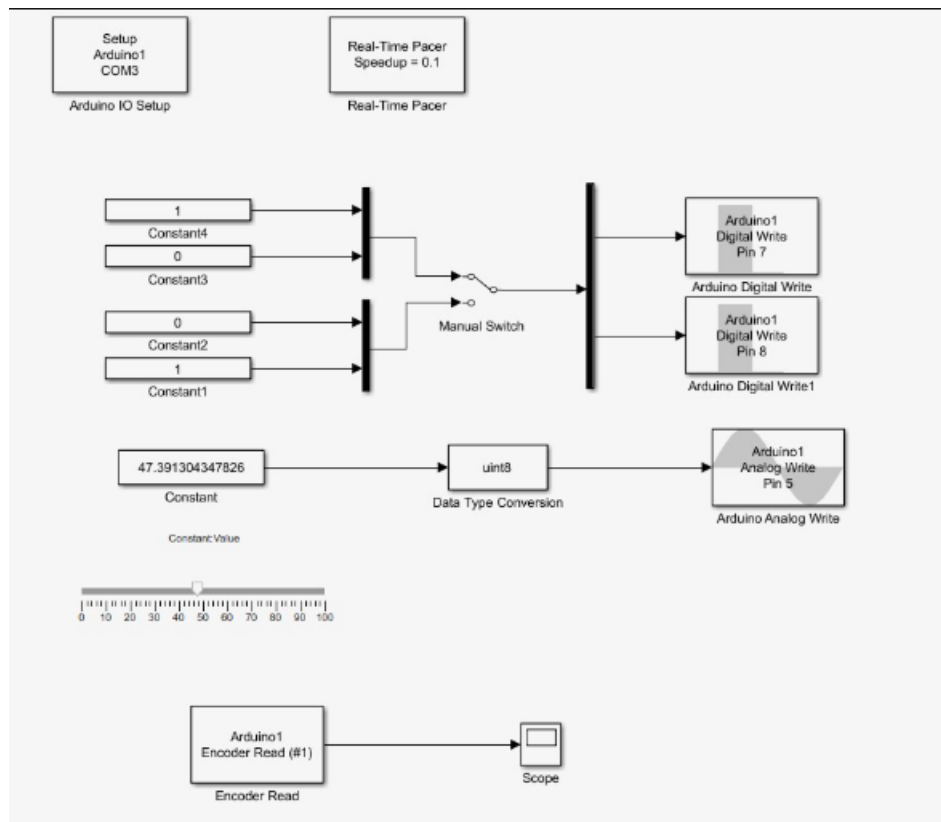 Setup
Arduino1
COM3
Arduino IO Setup
Real-Time Pacer
Speedup = 0.1
Real-Time Pacer
1
Constant4
0
Constant3
0
Constant2
1
Constant1
Manual Switch
Arduino1
Digital Write
Pin 7
Arduino Digital Write
Arduino1
Digital Write
Pin 8
Arduino Digital Write1
47.391304347826
Constant
uint8
Data Type Conversion
Arduino1
Analog Write
Pin 5
Arduino Analog Write
Constant:Value
0 10 20 30 40 50 60 70 80 90 100
Arduino1
Encoder Read (#1)
Encoder Read
Scope